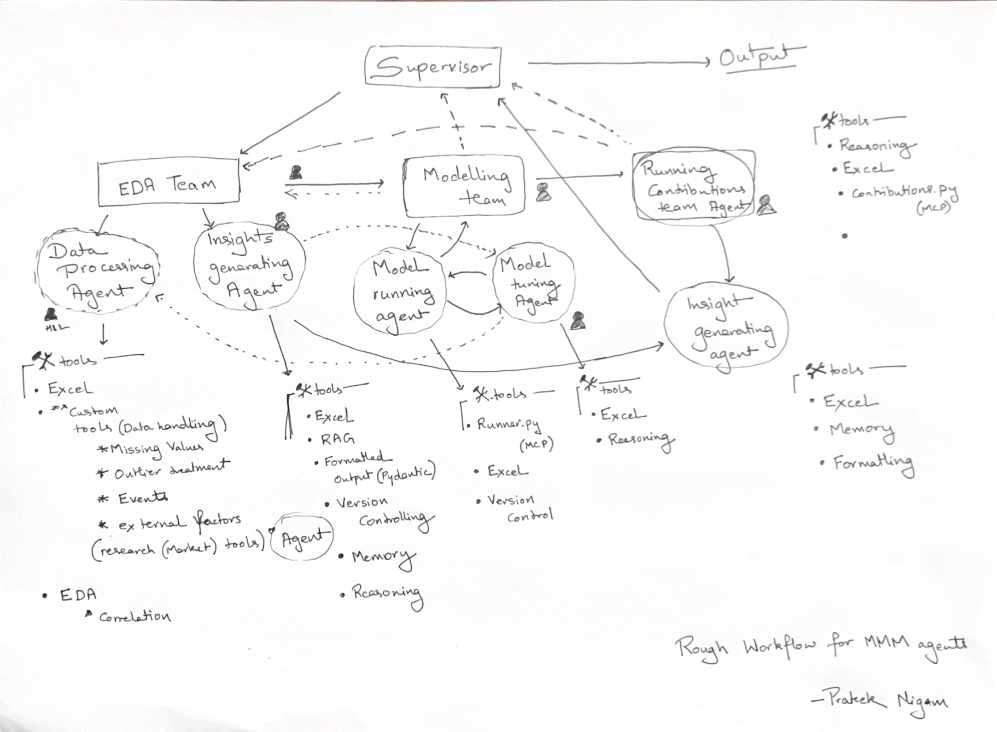 Supervisor
Output
EDA Team
Modelling
team
Running
Contributions
team Agent
tools
• Reasoning
• Excel
• Contributions.py
(MCP)
•
Data
Processing
Agent
HIL
Insights
generating
Agent
Model
running
agent
Model
tuning
Agent
Insight
generating
agent
tools
• Excel
• Custom
tools (Data handling)
* Missing Values
* Outlier treatment
* Events
* external factors
(research (Market) tools)
Agent
• EDA
* Correlation
tools
• Excel
• RAG
• Formatted
output (Pydantic)
• Version
Controlling
• Memory
• Reasoning
tools
• Runner.py
(MCP)
• Excel
• Version
Control
tools
• Excel
• Reasoning
tools
• Excel
• Memory
• Formatting
Rough Workflow for MMM agents
- Prateek Nigam